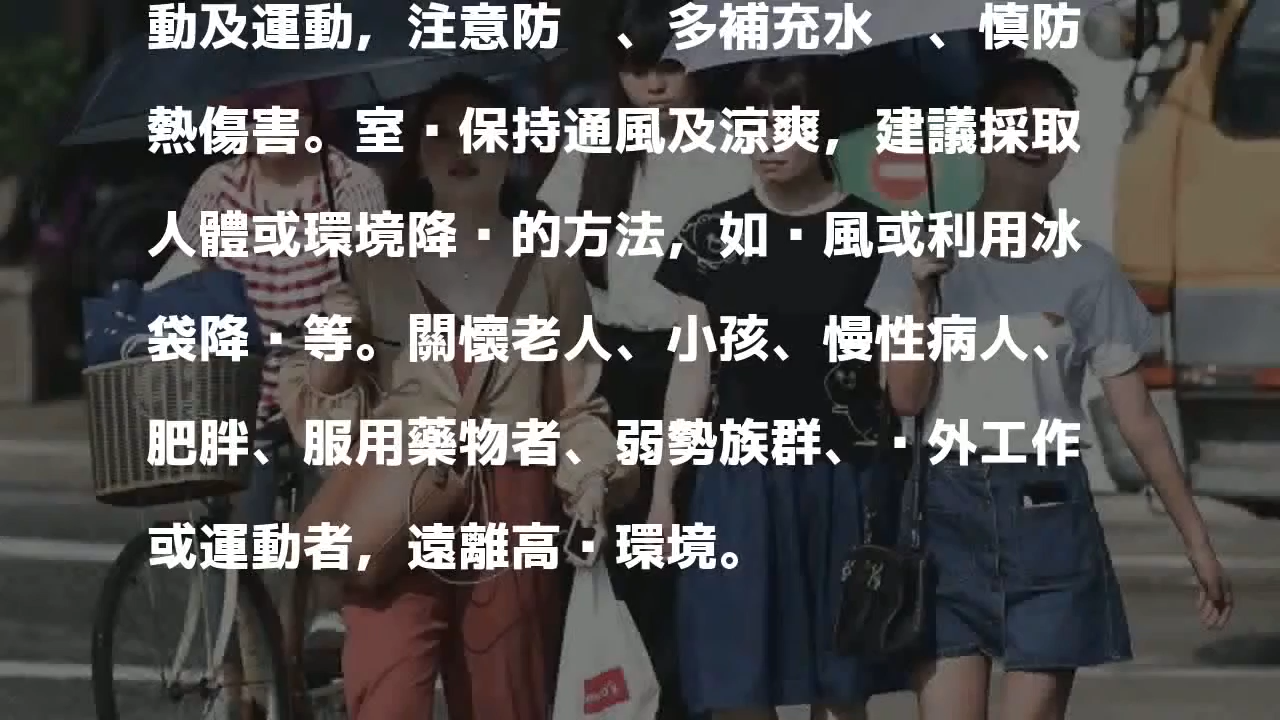 動及運動，注意防　、多補充水　、慎防
熱傷害。室·保持通風及涼爽，建議採取
人體或環境降·的方法，如·風或利用冰
袋降·等。關懷老人、小孩、慢性病人、
肥胖、服用藥物者、弱勢族群、·外工作
或運動者，遠離高·環境。